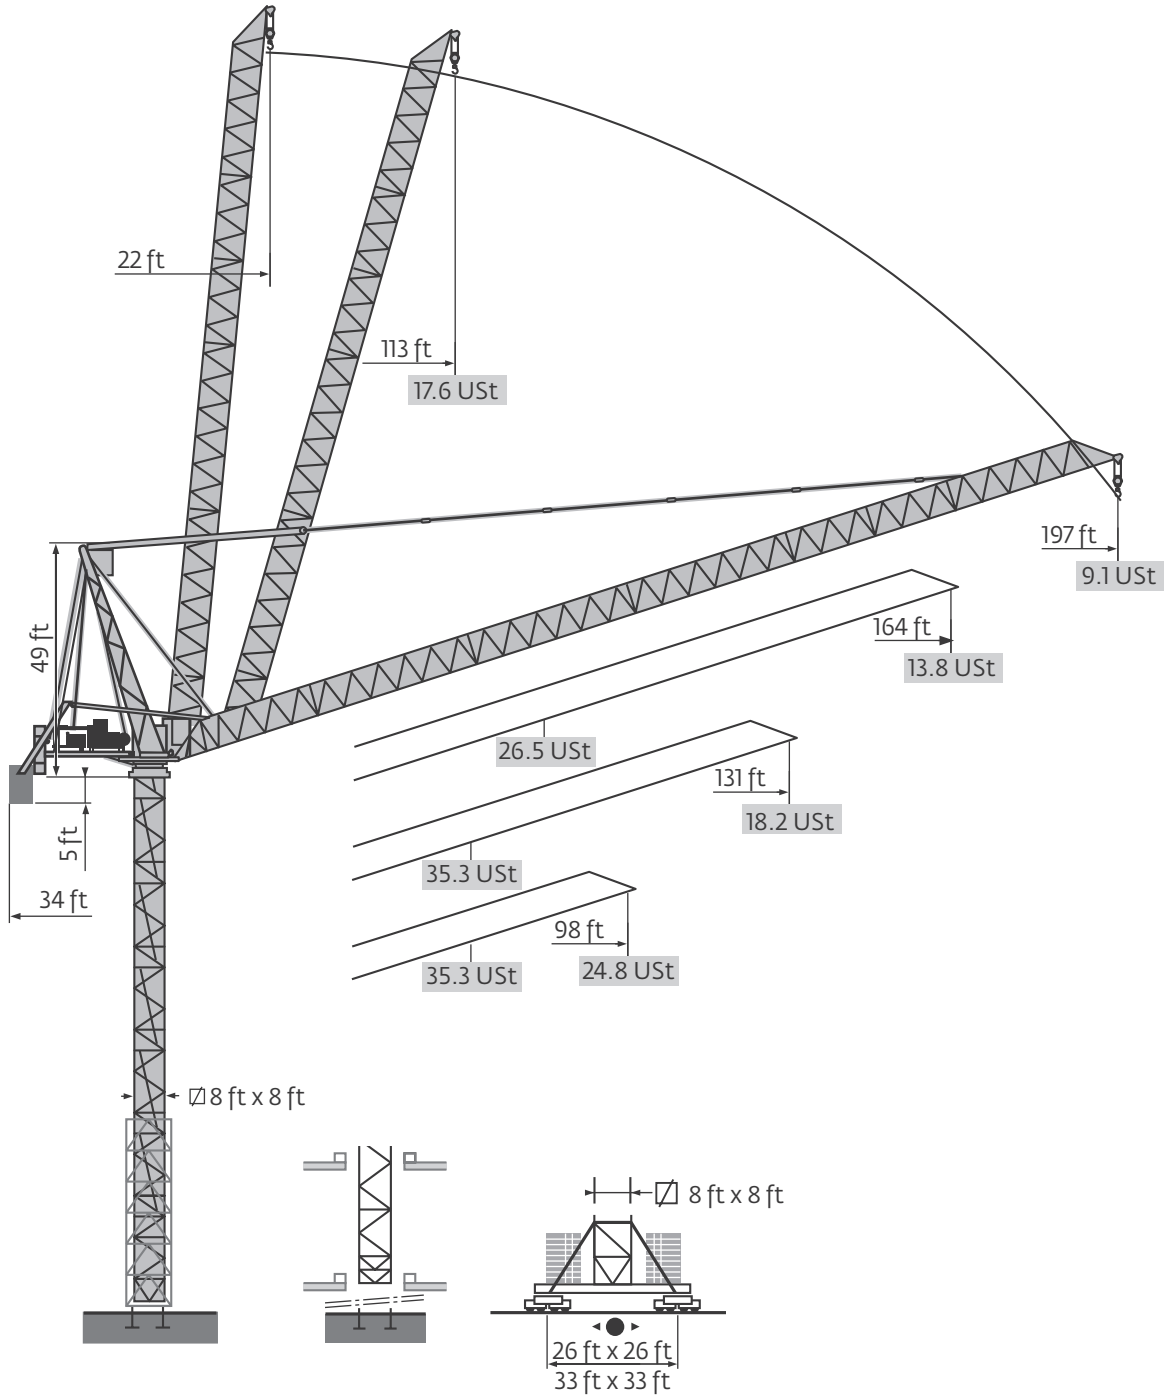 22 ft
113 ft
17.6 USt
197 ft
9.1 USt
49 ft
164 ft
13.8 USt
26.5 USt
131 ft
18.2 USt
5 ft
35.3 USt
34 ft
98 ft
24.8 USt
35.3 USt
8 ft x 8 ft
8 ft x 8 ft
26 ft x 26 ft
33 ft x 33 ft